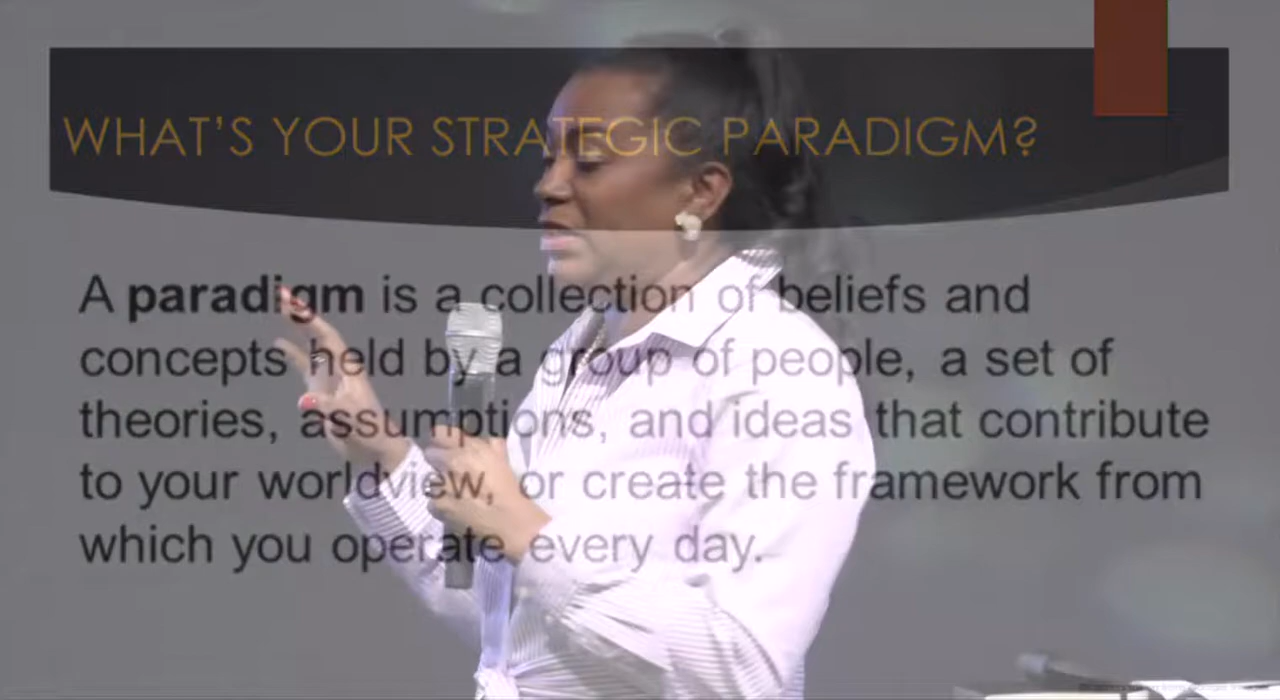 WHAT'S YOUR STRATEGIC PARADIGM?
A paradigm is a collection of beliefs and
concepts held by a group of people, a set of
theories, assumptions, and ideas that contribute
to your worldview, or create the framework from
which you operate every day.